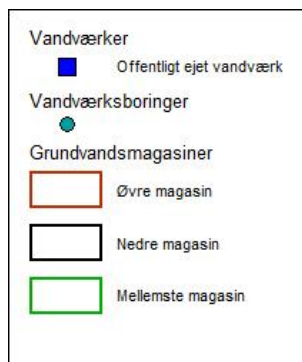 Vandværker
Offentligt ejet vandværk
Vandværksboringer
Grundvandsmagasiner
Øvre magasin
Nedre magasin
Mellemste magasin